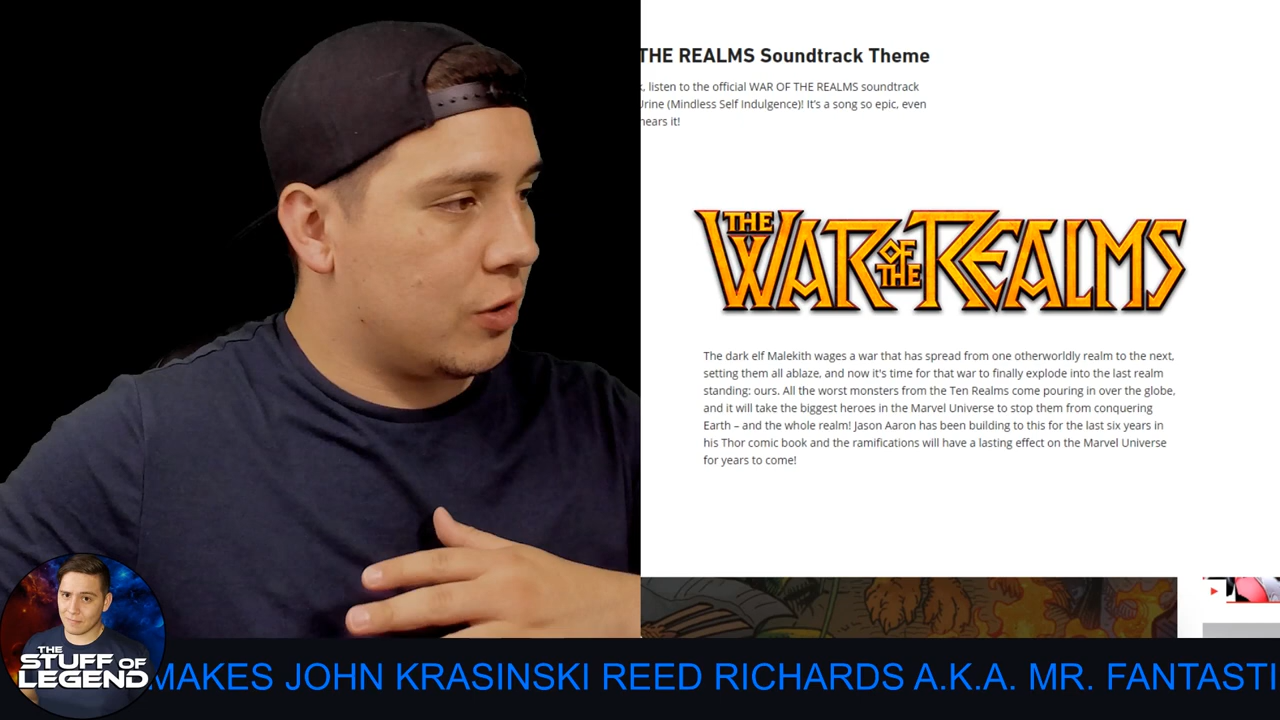 THE REALMS Soundtrack Theme
, listen to the official WAR OF THE REALMS soundtrack
Urine (Mindless Self Indulgence)! It's a song so epic, even
hears it!
THE
WAR OF THE REALMS
The dark elf Malekith wages a war that has spread from one otherworldly realm to the next,
setting them all ablaze, and now it's time for that war to finally explode into the last realm
standing: ours. All the worst monsters from the Ten Realms come pouring in over the globe,
and it will take the biggest heroes in the Marvel Universe to stop them from conquering
Earth – and the whole realm! Jason Aaron has been building to this for the last six years in
his Thor comic book and the ramifications will have a lasting effect on the Marvel Universe
for years to come!
THE
STUFF OF
LEGEND
MAKES JOHN KRASINSKI REED RICHARDS A.K.A. MR. FANTASTI